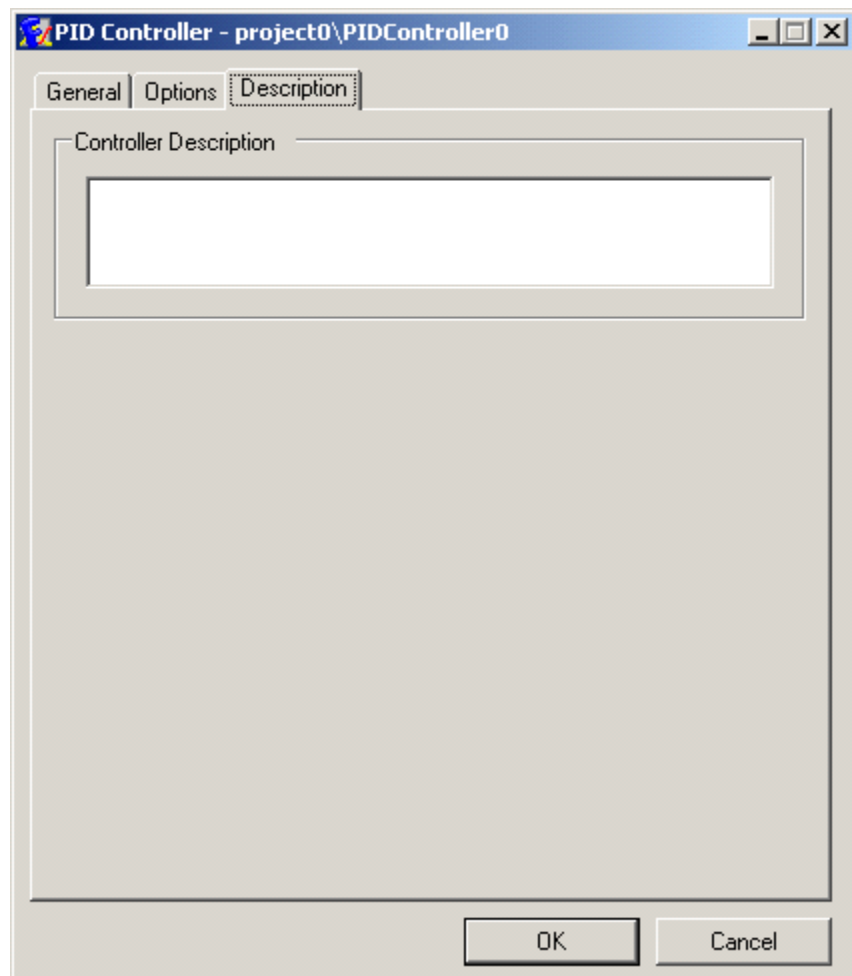 PID Controller - project0\PIDController0
General Options Description
Controller Description
OK Cancel